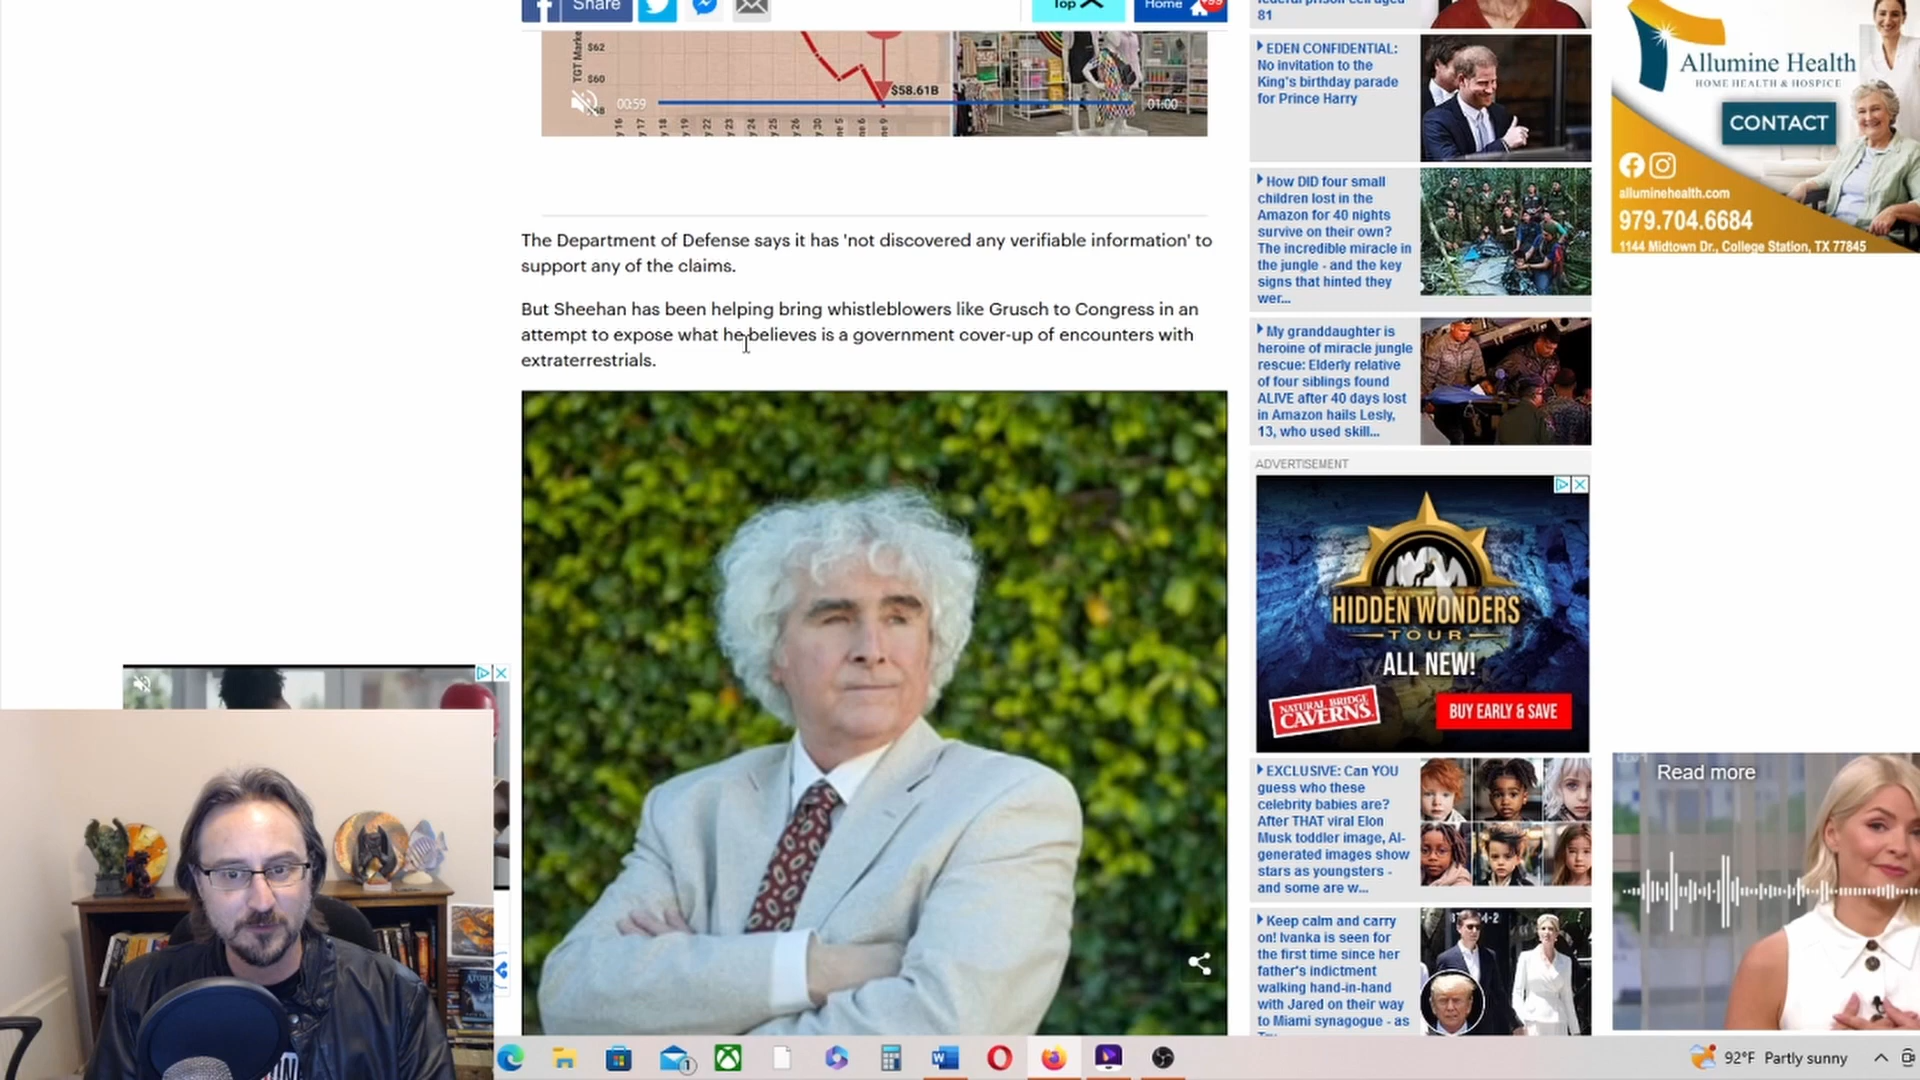 Share
Top
Home
+99
TGT Marke
$62
$60
$58.61B
00:59
01:00
The Department of Defense says it has 'not discovered any verifiable information' to
support any of the claims.
But Sheehan has been helping bring whistleblowers like Grusch to Congress in an
attempt to expose what he believes is a government cover-up of encounters with
extraterrestrials.
81
EDEN CONFIDENTIAL:
No invitation to the
King's birthday parade
for Prince Harry
How DID four small
children lost in the
Amazon for 40 nights
survive on their own?
The incredible miracle in
the jungle - and the key
signs that hinted they
wer...
My granddaughter is
heroine of miracle jungle
rescue: Elderly relative
of four siblings found
ALIVE after 40 days lost
in Amazon hails Lesly,
13, who used skill...
ADVERTISEMENT
HIDDEN WONDERS
TOUR
ALL NEW!
NATURAL BRIDGE
CAVERNS
BUY EARLY & SAVE
EXCLUSIVE: Can YOU
guess who these
celebrity babies are?
After THAT viral Elon
Musk toddler image, AI-
generated images show
stars as youngsters -
and some are w...
Keep calm and carry
on! Ivanka is seen for
the first time since her
father's indictment
walking hand-in-hand
with Jared on their way
to Miami synagogue - as
Allumine Health
HOME HEALTH & HOSPICE
CONTACT
alluminehealth.com
979.704.6684
1144 Midtown Dr., College Station, TX 77845
Read more
1
92°F Partly sunny